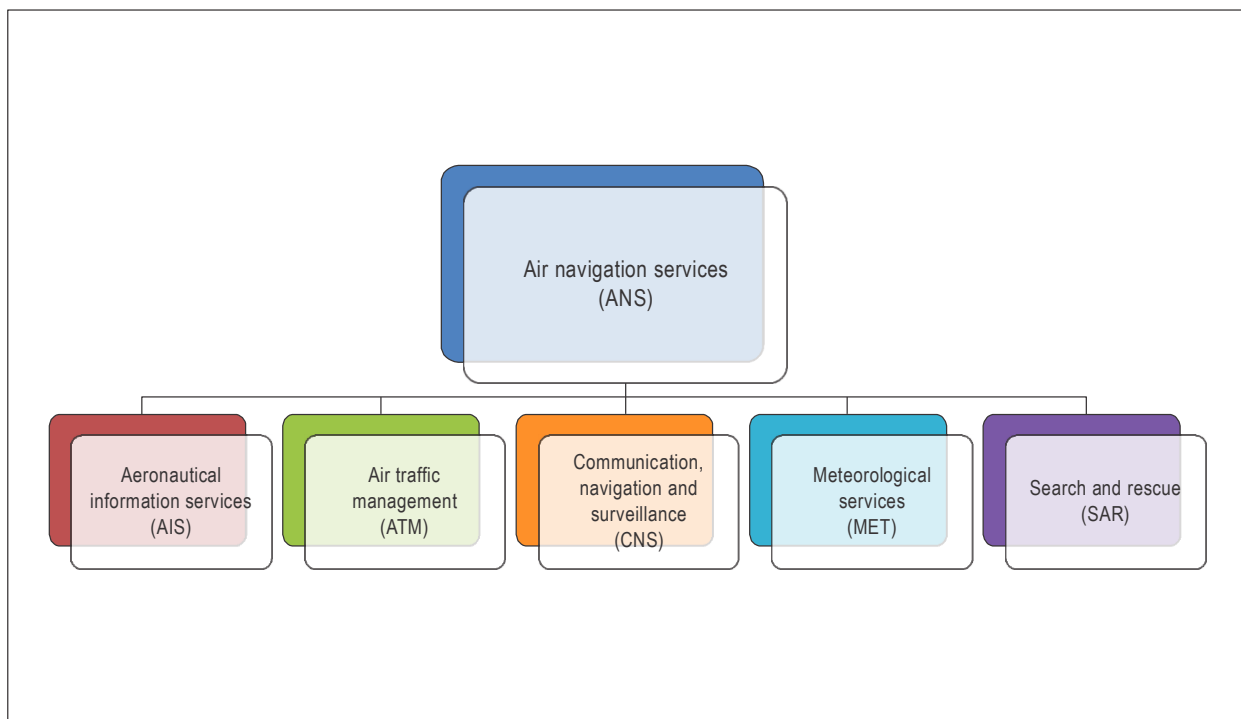 Air navigation services
(ANS)
Aeronautical
information services
(AIS)
Air traffic
management
(ATM)
Communication,
navigation and
surveillance
(CNS)
Meteorological
services
(MET)
Search and rescue
(SAR)